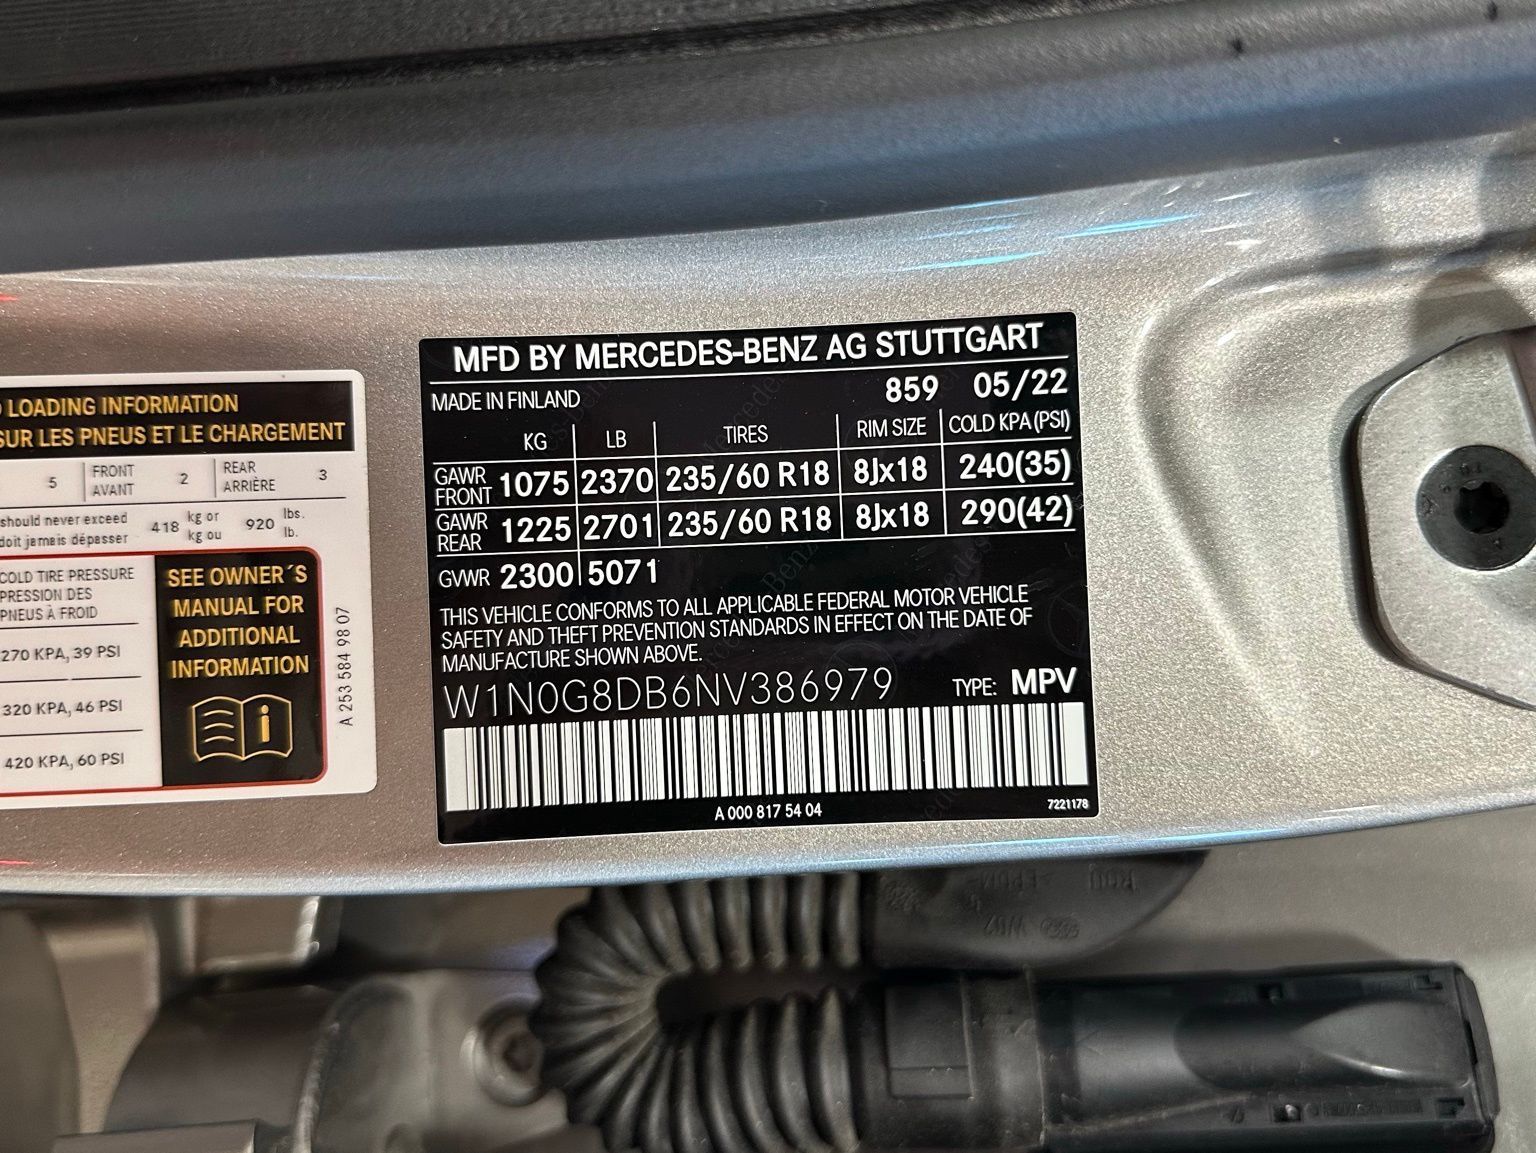 LOADING INFORMATION
SUR LES PNEUS ET LE CHARGEMENT
5 FRONT AVANT 2 REAR ARRIÈRE 3
should never exceed 418 kg or 920 lbs.
doit jamais dépasser kg ou lb.
COLD TIRE PRESSURE
PRESSION DES
PNEUS À FROID
270 KPA, 39 PSI
320 KPA, 46 PSI
420 KPA, 60 PSI
SEE OWNER´S
MANUAL FOR
ADDITIONAL
INFORMATION
A 253 584 98 07
MFD BY MERCEDES-BENZ AG STUTTGART
MADE IN FINLAND 859 05/22
KG LB TIRES RIM SIZE COLD KPA(PSI)
GAWR FRONT 1075 2370 235/60 R18 8Jx18 240(35)
GAWR REAR 1225 2701 235/60 R18 8Jx18 290(42)
GVWR 2300 5071
THIS VEHICLE CONFORMS TO ALL APPLICABLE FEDERAL MOTOR VEHICLE
SAFETY AND THEFT PREVENTION STANDARDS IN EFFECT ON THE DATE OF
MANUFACTURE SHOWN ABOVE.
W1N0G8DB6NV386979 TYPE: MPV
A 000 817 54 04 7221178